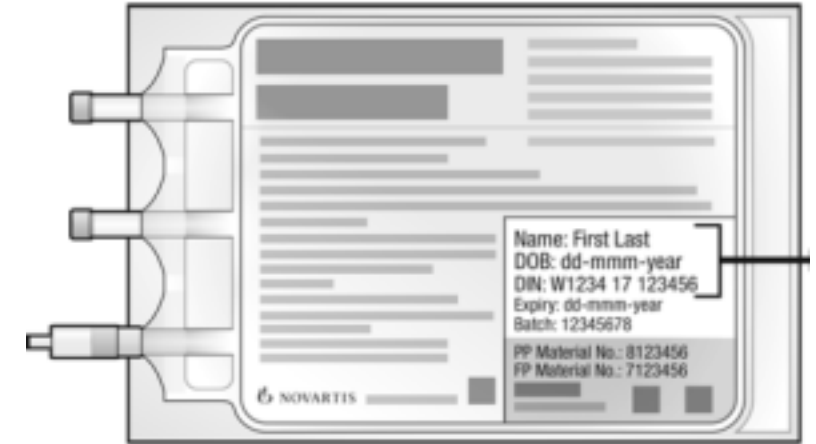 Name: First Last
DOB: dd-mmm-year
DIN: W1234 17 123456
Expiry: dd-mmm-year
Batch: 12345678
PP Material No.: 8123456
FP Material No.: 7123456
NOVARTIS